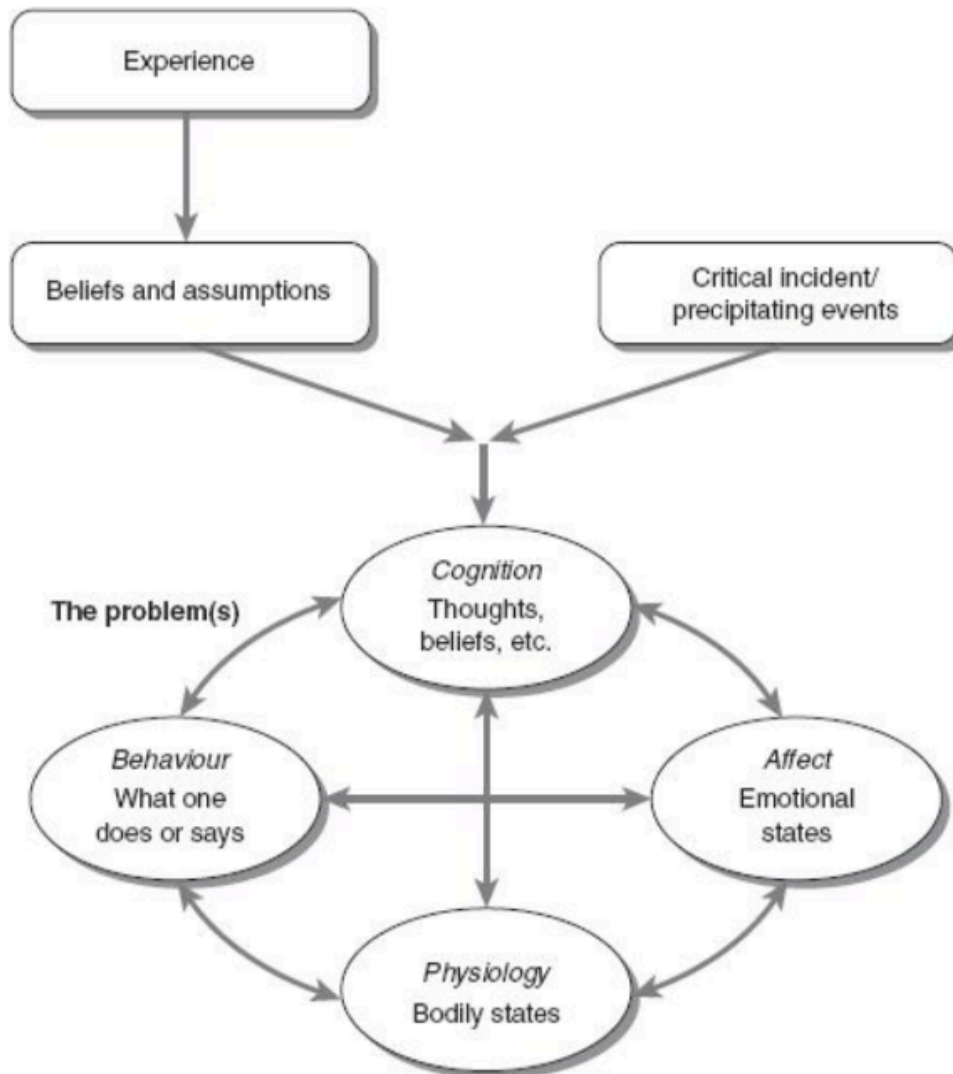 Experience
Beliefs and assumptions
Critical incident/
precipitating events
Cognition
Thoughts,
beliefs, etc.
The problem(s)
Behaviour
What one
does or says
Affect
Emotional
states
Physiology
Bodily states